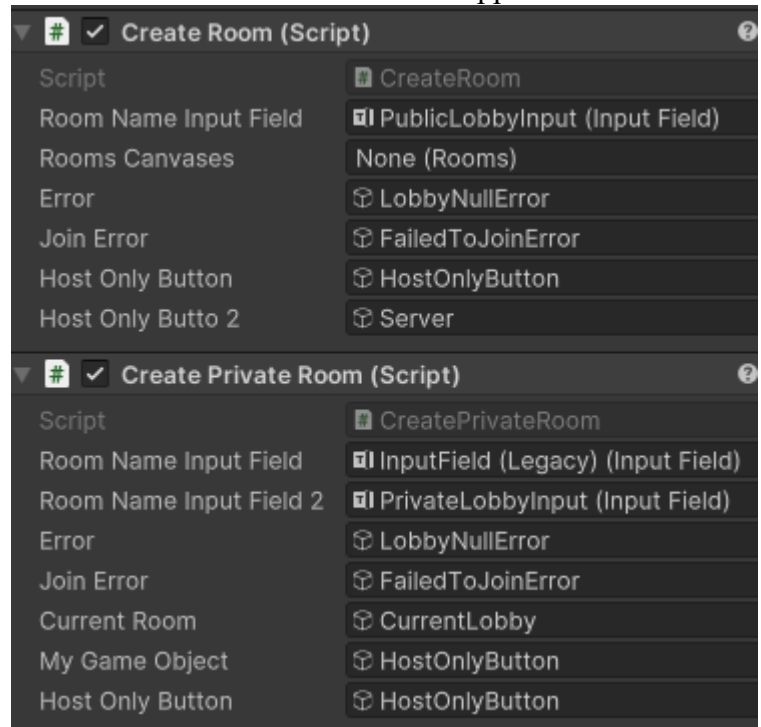 Create Room (Script)
Script CreateRoom
Room Name Input Field PublicLobbyInput (Input Field)
Rooms Canvases None (Rooms)
Error LobbyNullError
Join Error FailedToJoinError
Host Only Button HostOnlyButton
Host Only Butto 2 Server
Create Private Room (Script)
Script CreatePrivateRoom
Room Name Input Field InputField (Legacy) (Input Field)
Room Name Input Field 2 PrivateLobbyInput (Input Field)
Error LobbyNullError
Join Error FailedToJoinError
Current Room CurrentLobby
My Game Object HostOnlyButton
Host Only Button HostOnlyButton